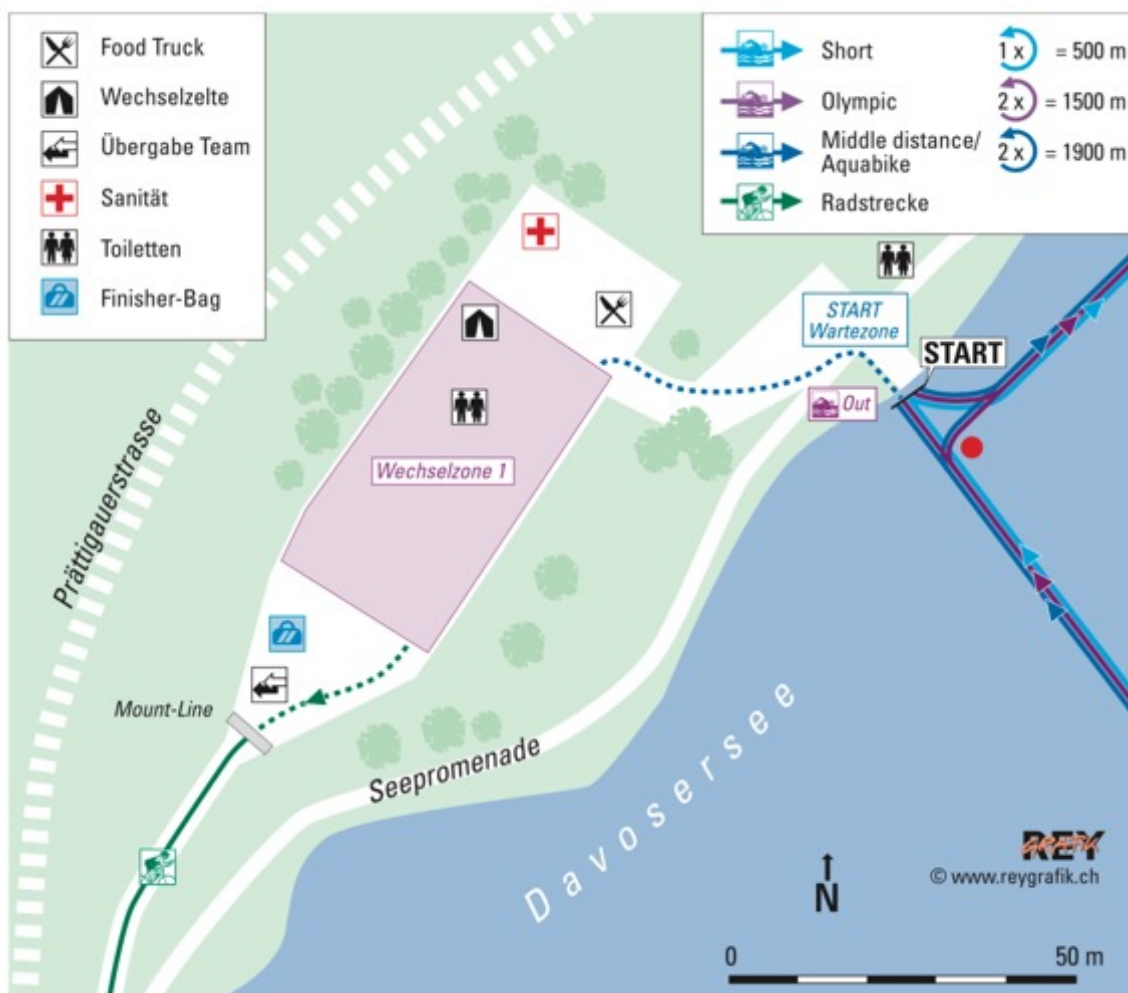 Food Truck
Wechselzelte
Übergabe Team
Sanität
Toiletten
Finisher-Bag
Short 1 x = 500 m
Olympic 2 x = 1500 m
Middle distance/
Aquabike 2 x = 1900 m
Radstrecke
START
Wartezone
START
Out
Wechselzone 1
Prättigauerstrasse
Mount-Line
Seepromenade
Davosersee
REY
GRAFIK
© www.reygrafik.ch
N
0 50 m